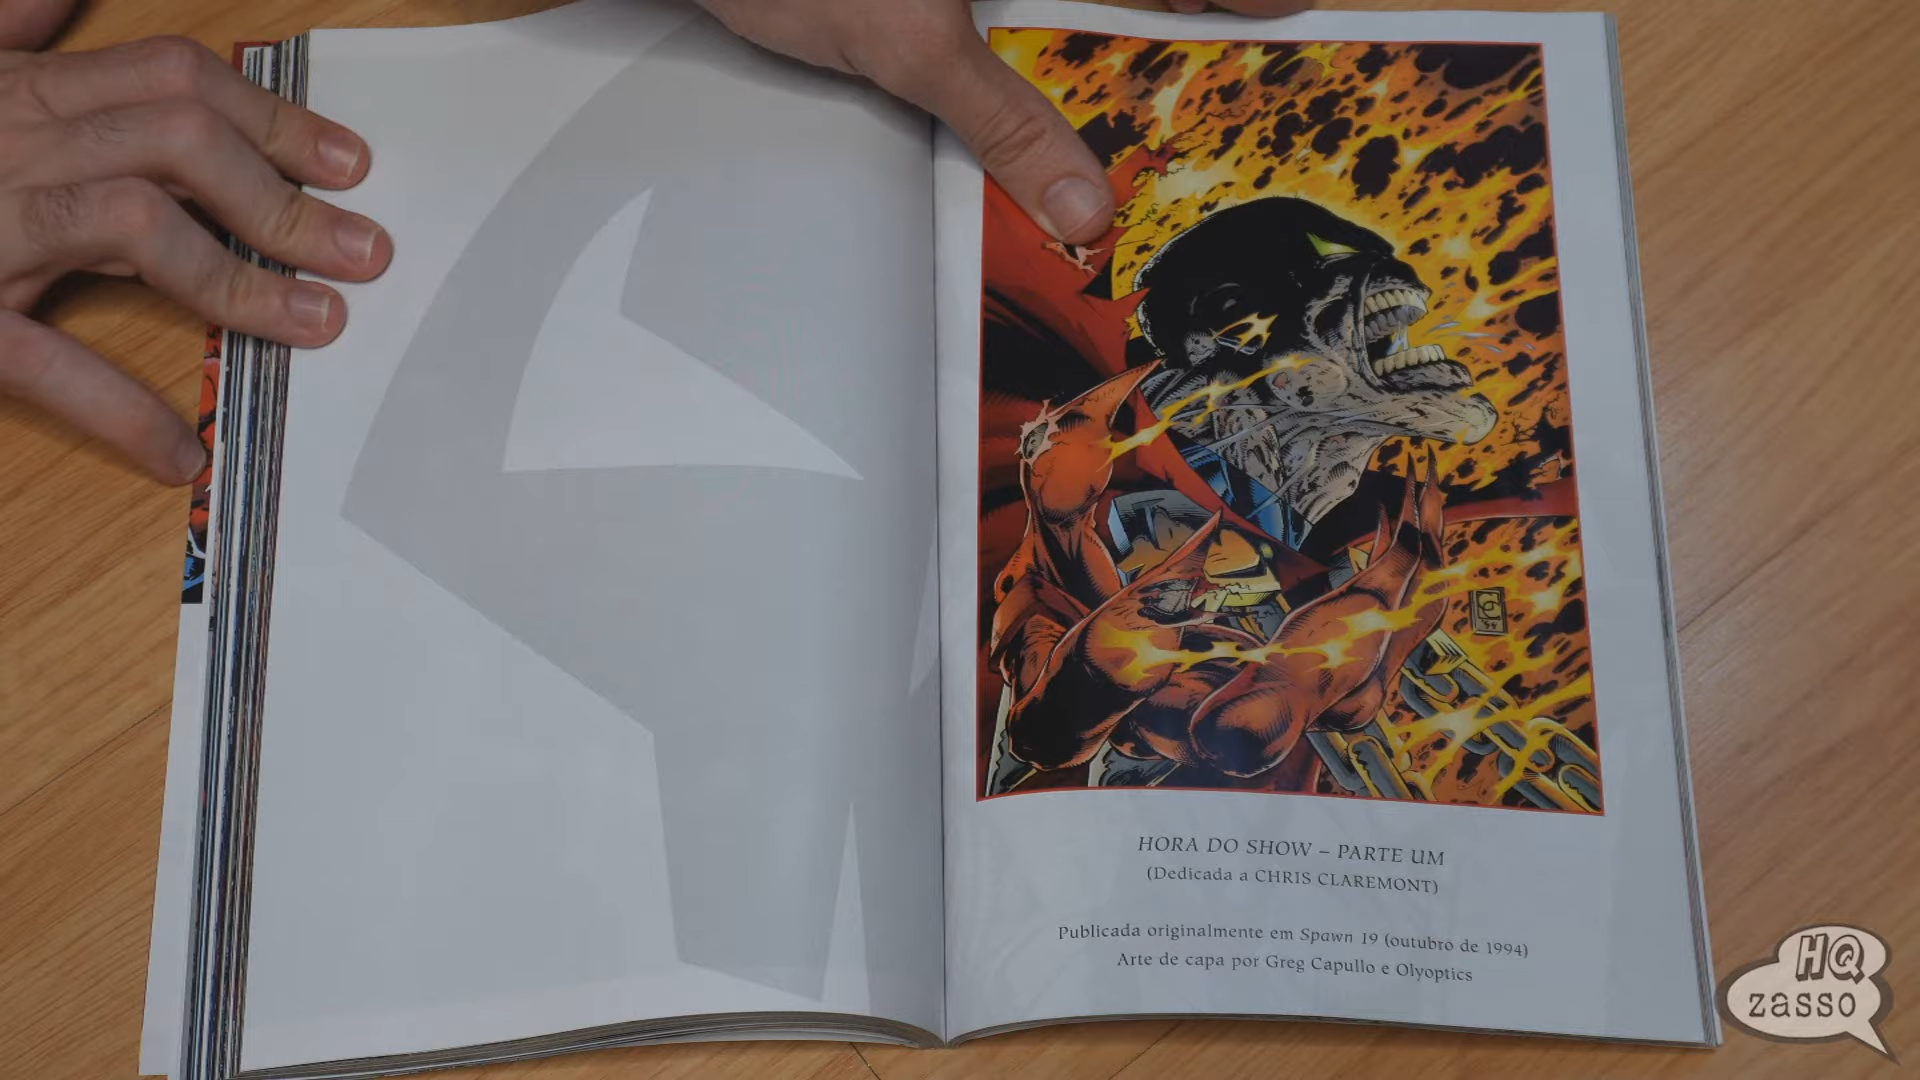 HORA DO SHOW – PARTE UM
(Dedicada a CHRIS CLAREMONT)
Publicada originalmente em Spawn 19 (outubro de 1994)
Arte de capa por Greg Capullo e Olyoptics
HQ
zasso